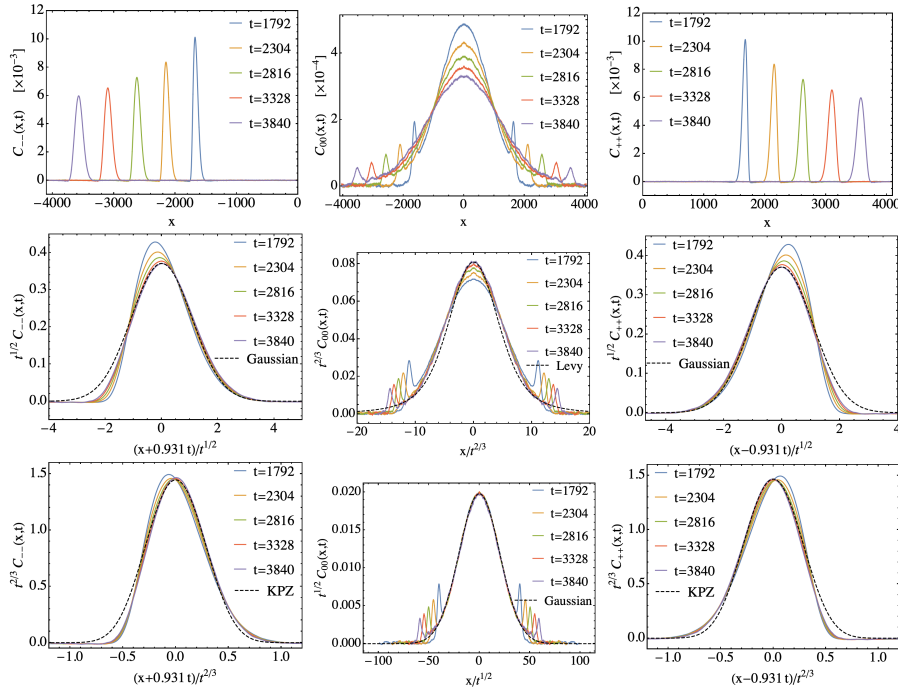 C−−(x,t) [×10⁻³]
12
10
8
6
4
2
0
t=1792
t=2304
t=2816
t=3328
t=3840
−4000 −3000 −2000 −1000 0
x
C00(x,t) [×10⁻⁴]
4
2
0
t=1792
t=2304
t=2816
t=3328
t=3840
−4000 −2000 0 2000 4000
x
C++(x,t) [×10⁻³]
12
10
8
6
4
2
0
t=1792
t=2304
t=2816
t=3328
t=3840
0 1000 2000 3000 4000
x
t^{1/2} C−−(x,t)
0.4
0.3
0.2
0.1
0.0
t=1792
t=2304
t=2816
t=3328
t=3840
Gaussian
−4 −2 0 2 4
(x+0.931 t)/t^{1/2}
t^{2/3} C00(x,t)
0.08
0.06
0.04
0.02
0.00
t=1792
t=2304
t=2816
t=3328
t=3840
Levy
−20 −10 0 10 20
x/t^{2/3}
t^{1/2} C++(x,t)
0.4
0.3
0.2
0.1
0.0
t=1792
t=2304
t=2816
t=3328
t=3840
Gaussian
−4 −2 0 2 4
(x−0.931 t)/t^{1/2}
t^{2/3} C−−(x,t)
1.5
1.0
0.5
0.0
t=1792
t=2304
t=2816
t=3328
t=3840
KPZ
−1.0 −0.5 0.0 0.5 1.0
(x+0.931 t)/t^{2/3}
t^{1/2} C00(x,t)
0.020
0.015
0.010
0.005
0.000
t=1792
t=2304
t=2816
t=3328
t=3840
Gaussian
−100 −50 0 50 100
x/t^{1/2}
t^{2/3} C++(x,t)
1.5
1.0
0.5
0.0
t=1792
t=2304
t=2816
t=3328
t=3840
KPZ
−1.0 −0.5 0.0 0.5 1.0
(x−0.931 t)/t^{2/3}